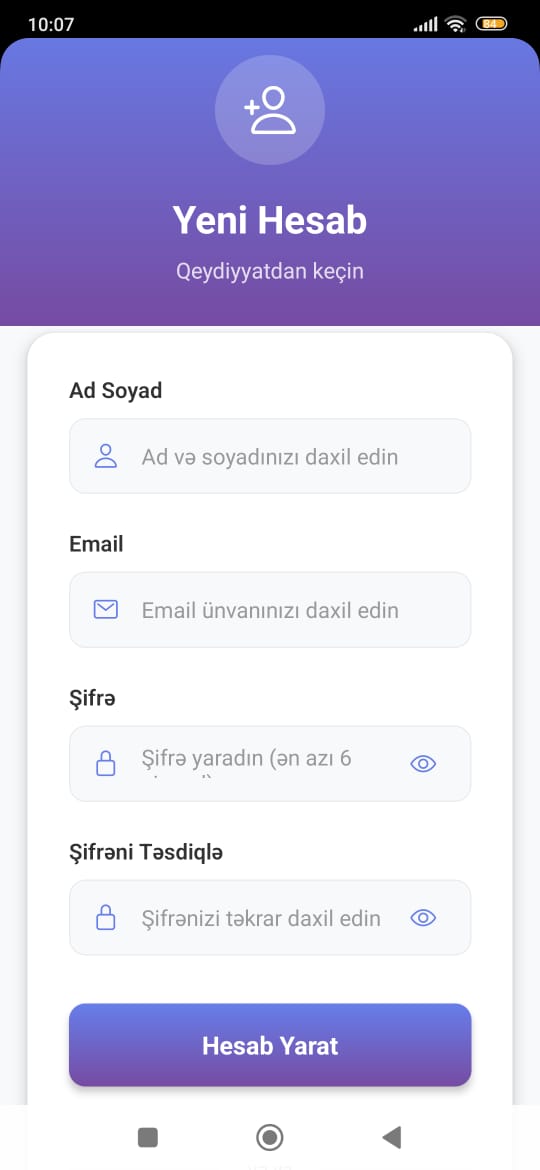 10:07
84
Yeni Hesab
Qeydiyyatdan keçin
Ad Soyad
Ad və soyadınızı daxil edin
Email
Email ünvanınızı daxil edin
Şifrə
Şifrə yaradın (ən azı 6
Şifrəni Təsdiqlə
Şifrənizi təkrar daxil edin
Hesab Yarat